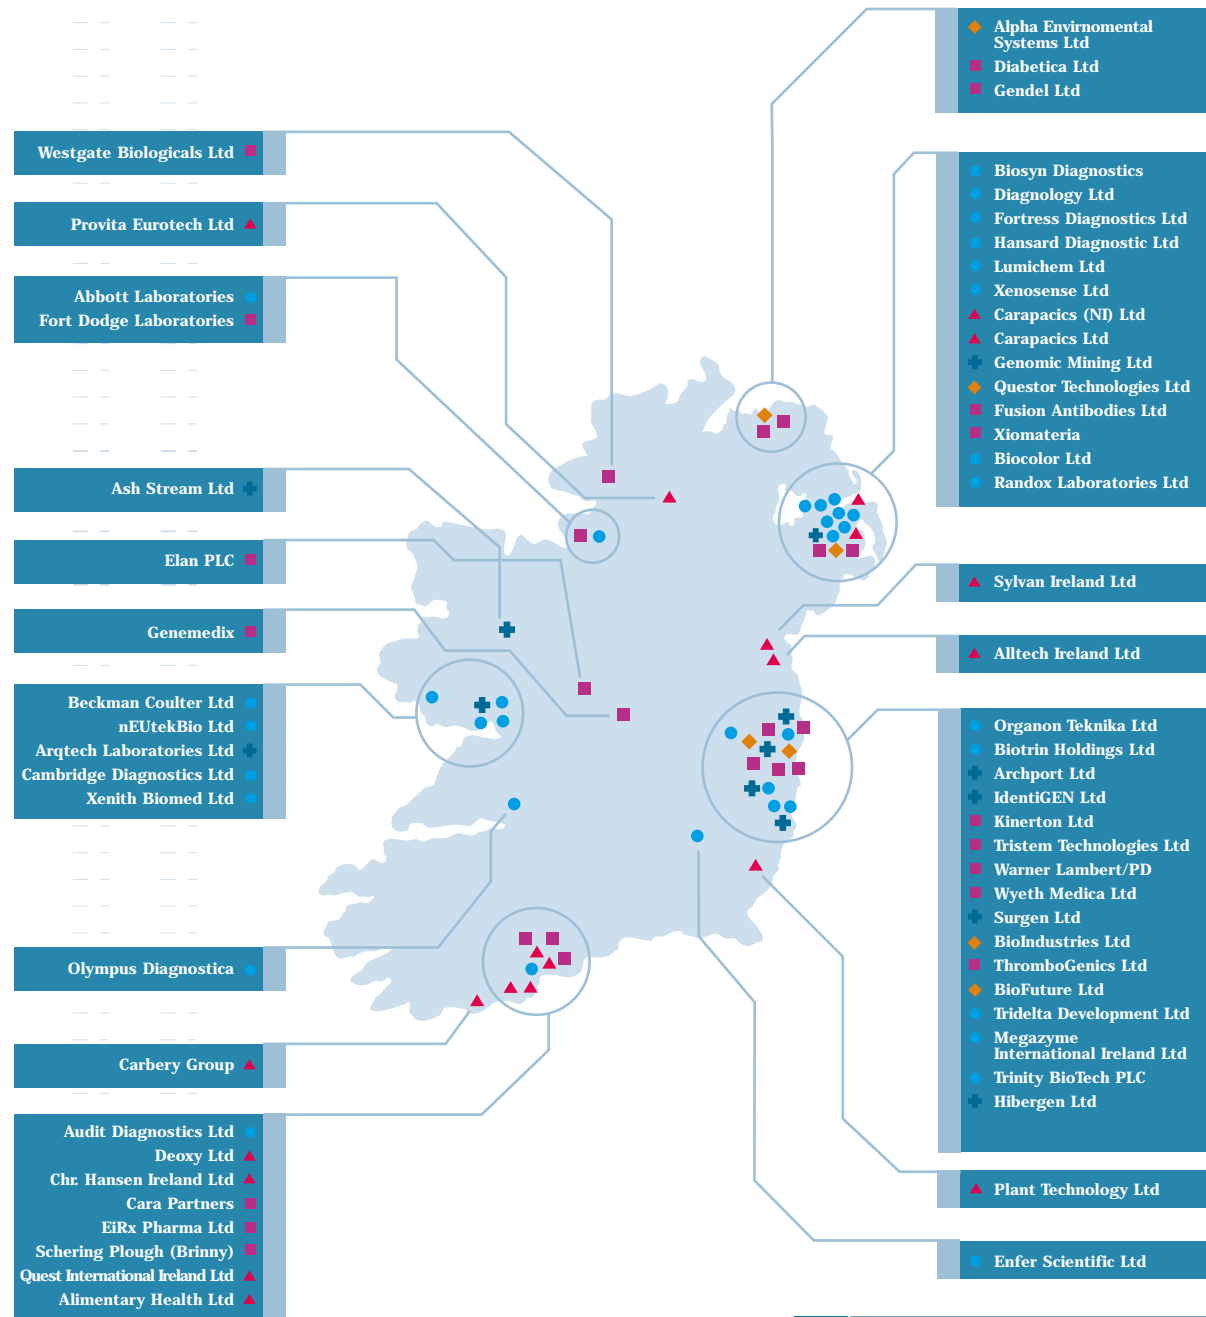 Westgate Biologicals Ltd
Provita Eurotech Ltd
Abbott Laboratories
Fort Dodge Laboratories
Ash Stream Ltd
Elan PLC
Genemedix
Beckman Coulter Ltd
nEUtekBio Ltd
Arqtech Laboratories Ltd
Cambridge Diagnostics Ltd
Xenith Biomed Ltd
Olympus Diagnostica
Carbery Group
Audit Diagnostics Ltd
Deoxy Ltd
Chr. Hansen Ireland Ltd
Cara Partners
EiRx Pharma Ltd
Schering Plough (Brinny)
Quest International Ireland Ltd
Alimentary Health Ltd
Alpha Envirnomental
Systems Ltd
Diabetica Ltd
Gendel Ltd
Biosyn Diagnostics
Diagnology Ltd
Fortress Diagnostics Ltd
Hansard Diagnostic Ltd
Lumichem Ltd
Xenosense Ltd
Carapacics (NI) Ltd
Carapacics Ltd
Genomic Mining Ltd
Questor Technologies Ltd
Fusion Antibodies Ltd
Xiomateria
Biocolor Ltd
Randox Laboratories Ltd
Sylvan Ireland Ltd
Alltech Ireland Ltd
Organon Teknika Ltd
Biotrin Holdings Ltd
Archport Ltd
IdentiGEN Ltd
Kinerton Ltd
Tristem Technologies Ltd
Warner Lambert/PD
Wyeth Medica Ltd
Surgen Ltd
BioIndustries Ltd
ThromboGenics Ltd
BioFuture Ltd
Tridelta Development Ltd
Megazyme
International Ireland Ltd
Trinity BioTech PLC
Hibergen Ltd
Plant Technology Ltd
Enfer Scientific Ltd